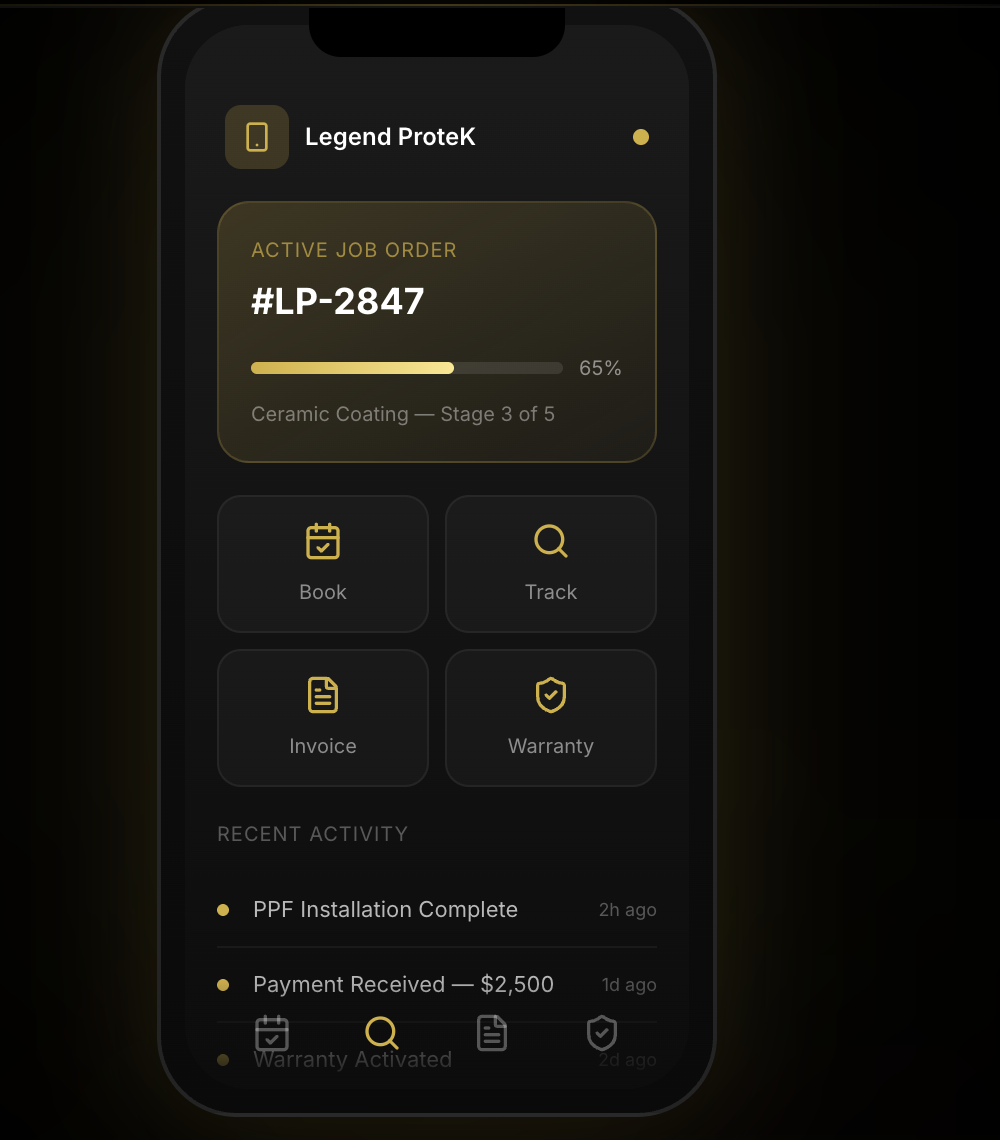 Legend ProteK
ACTIVE JOB ORDER
#LP-2847
65%
Ceramic Coating — Stage 3 of 5
Book
Track
Invoice
Warranty
RECENT ACTIVITY
PPF Installation Complete
2h ago
Payment Received — $2,500
1d ago
Warranty Activated
2d ago